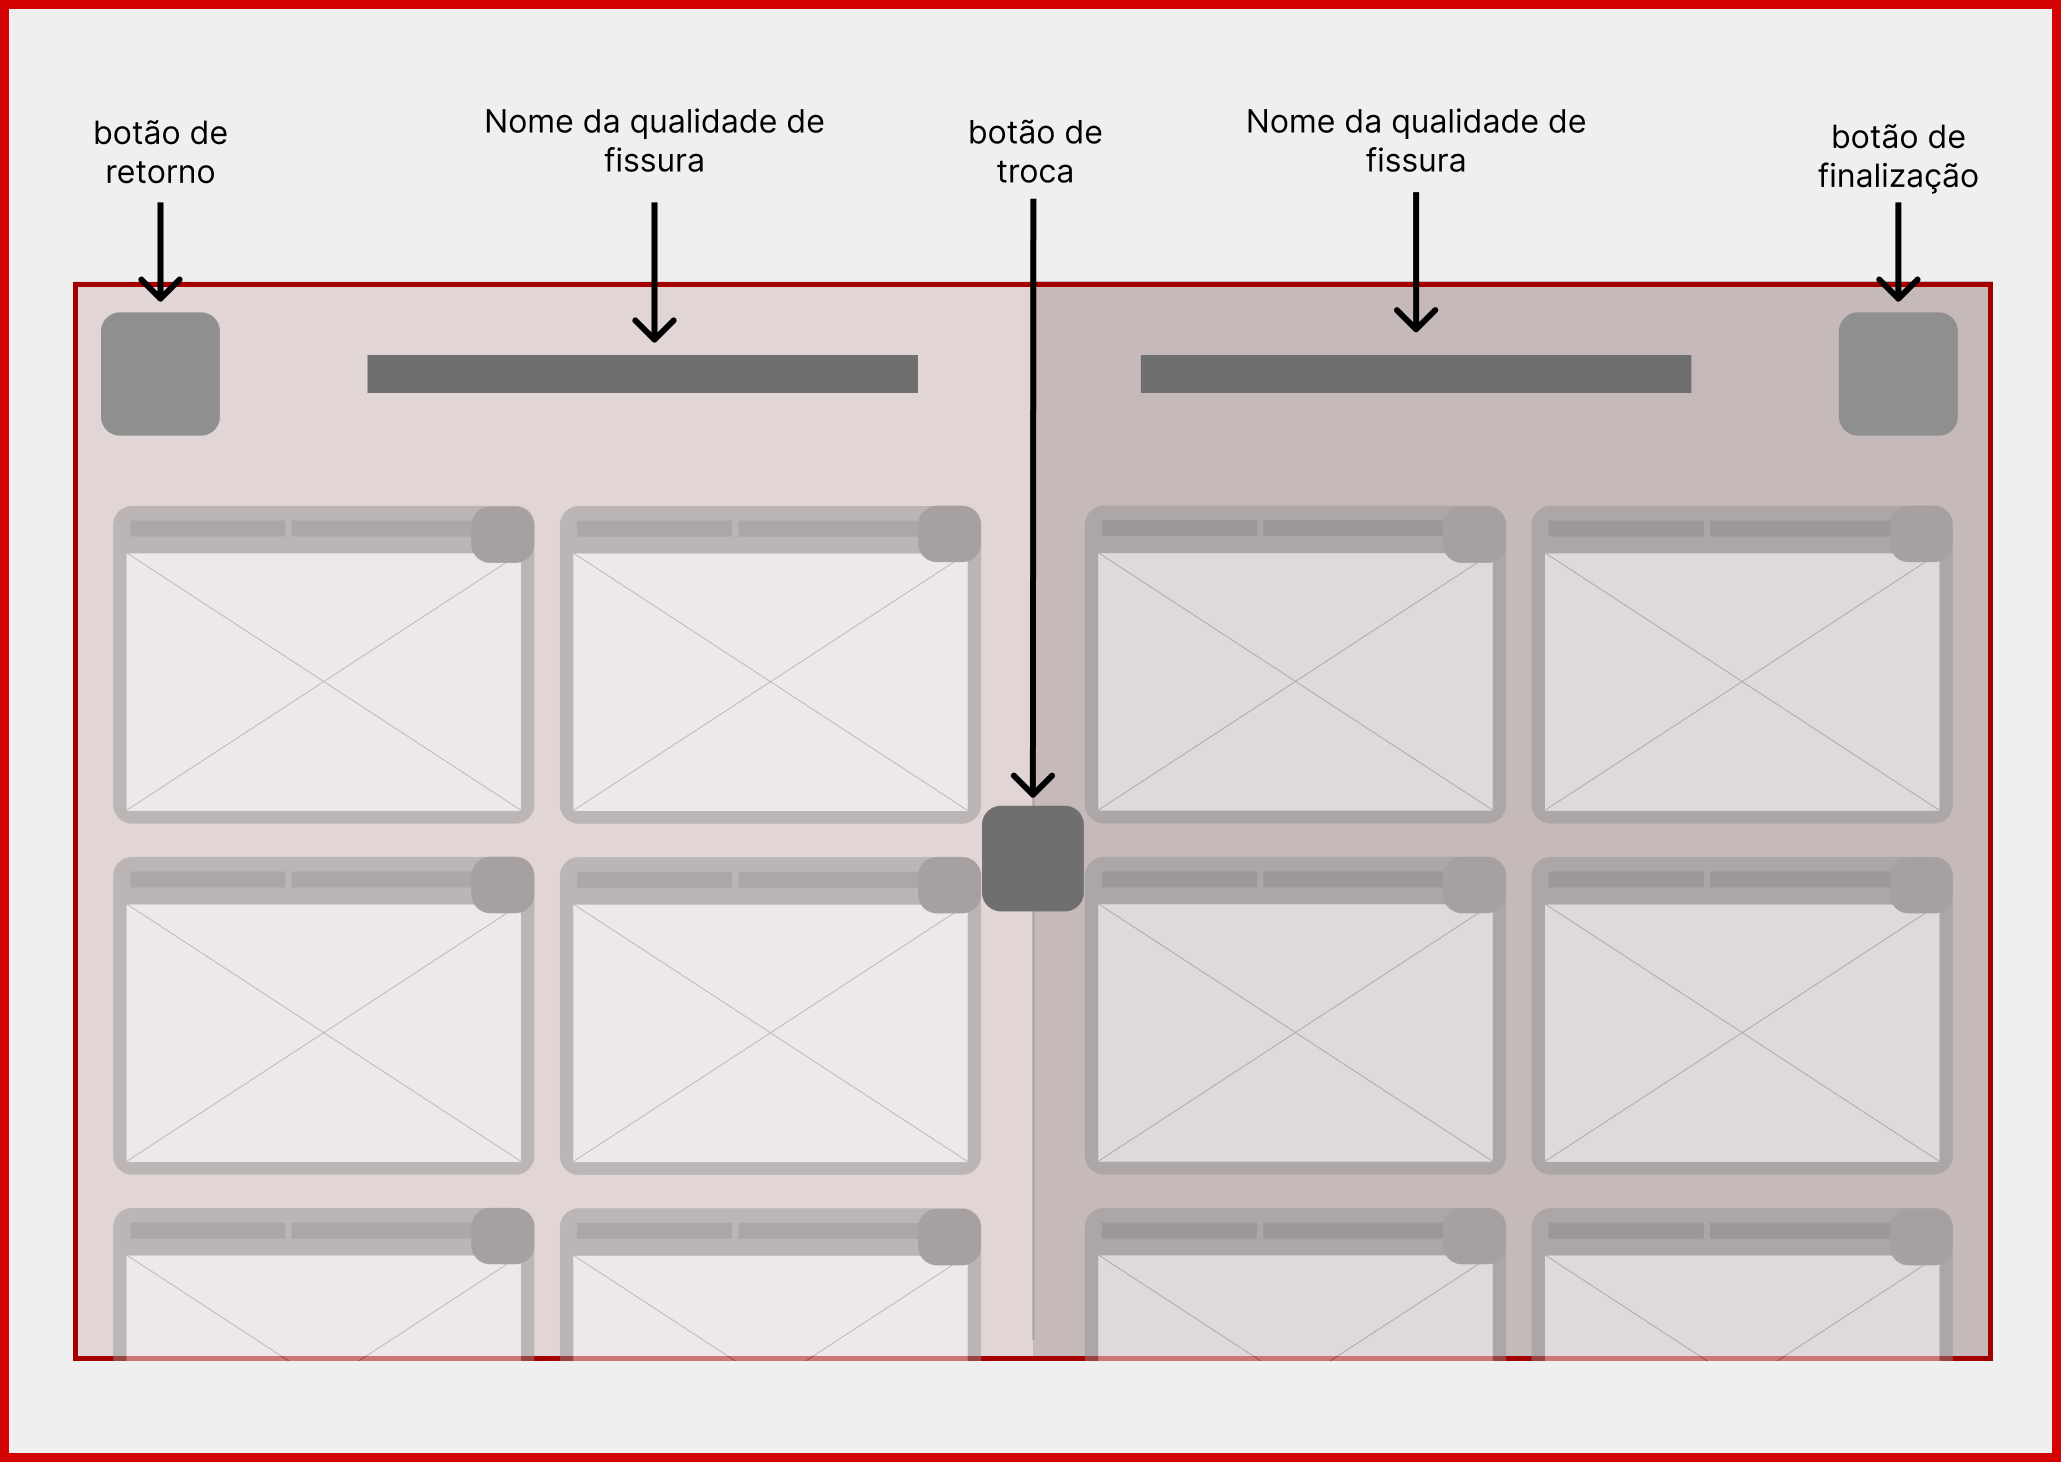 botão de
retorno
Nome da qualidade de
fissura
botão de
troca
Nome da qualidade de
fissura
botão de
finalização